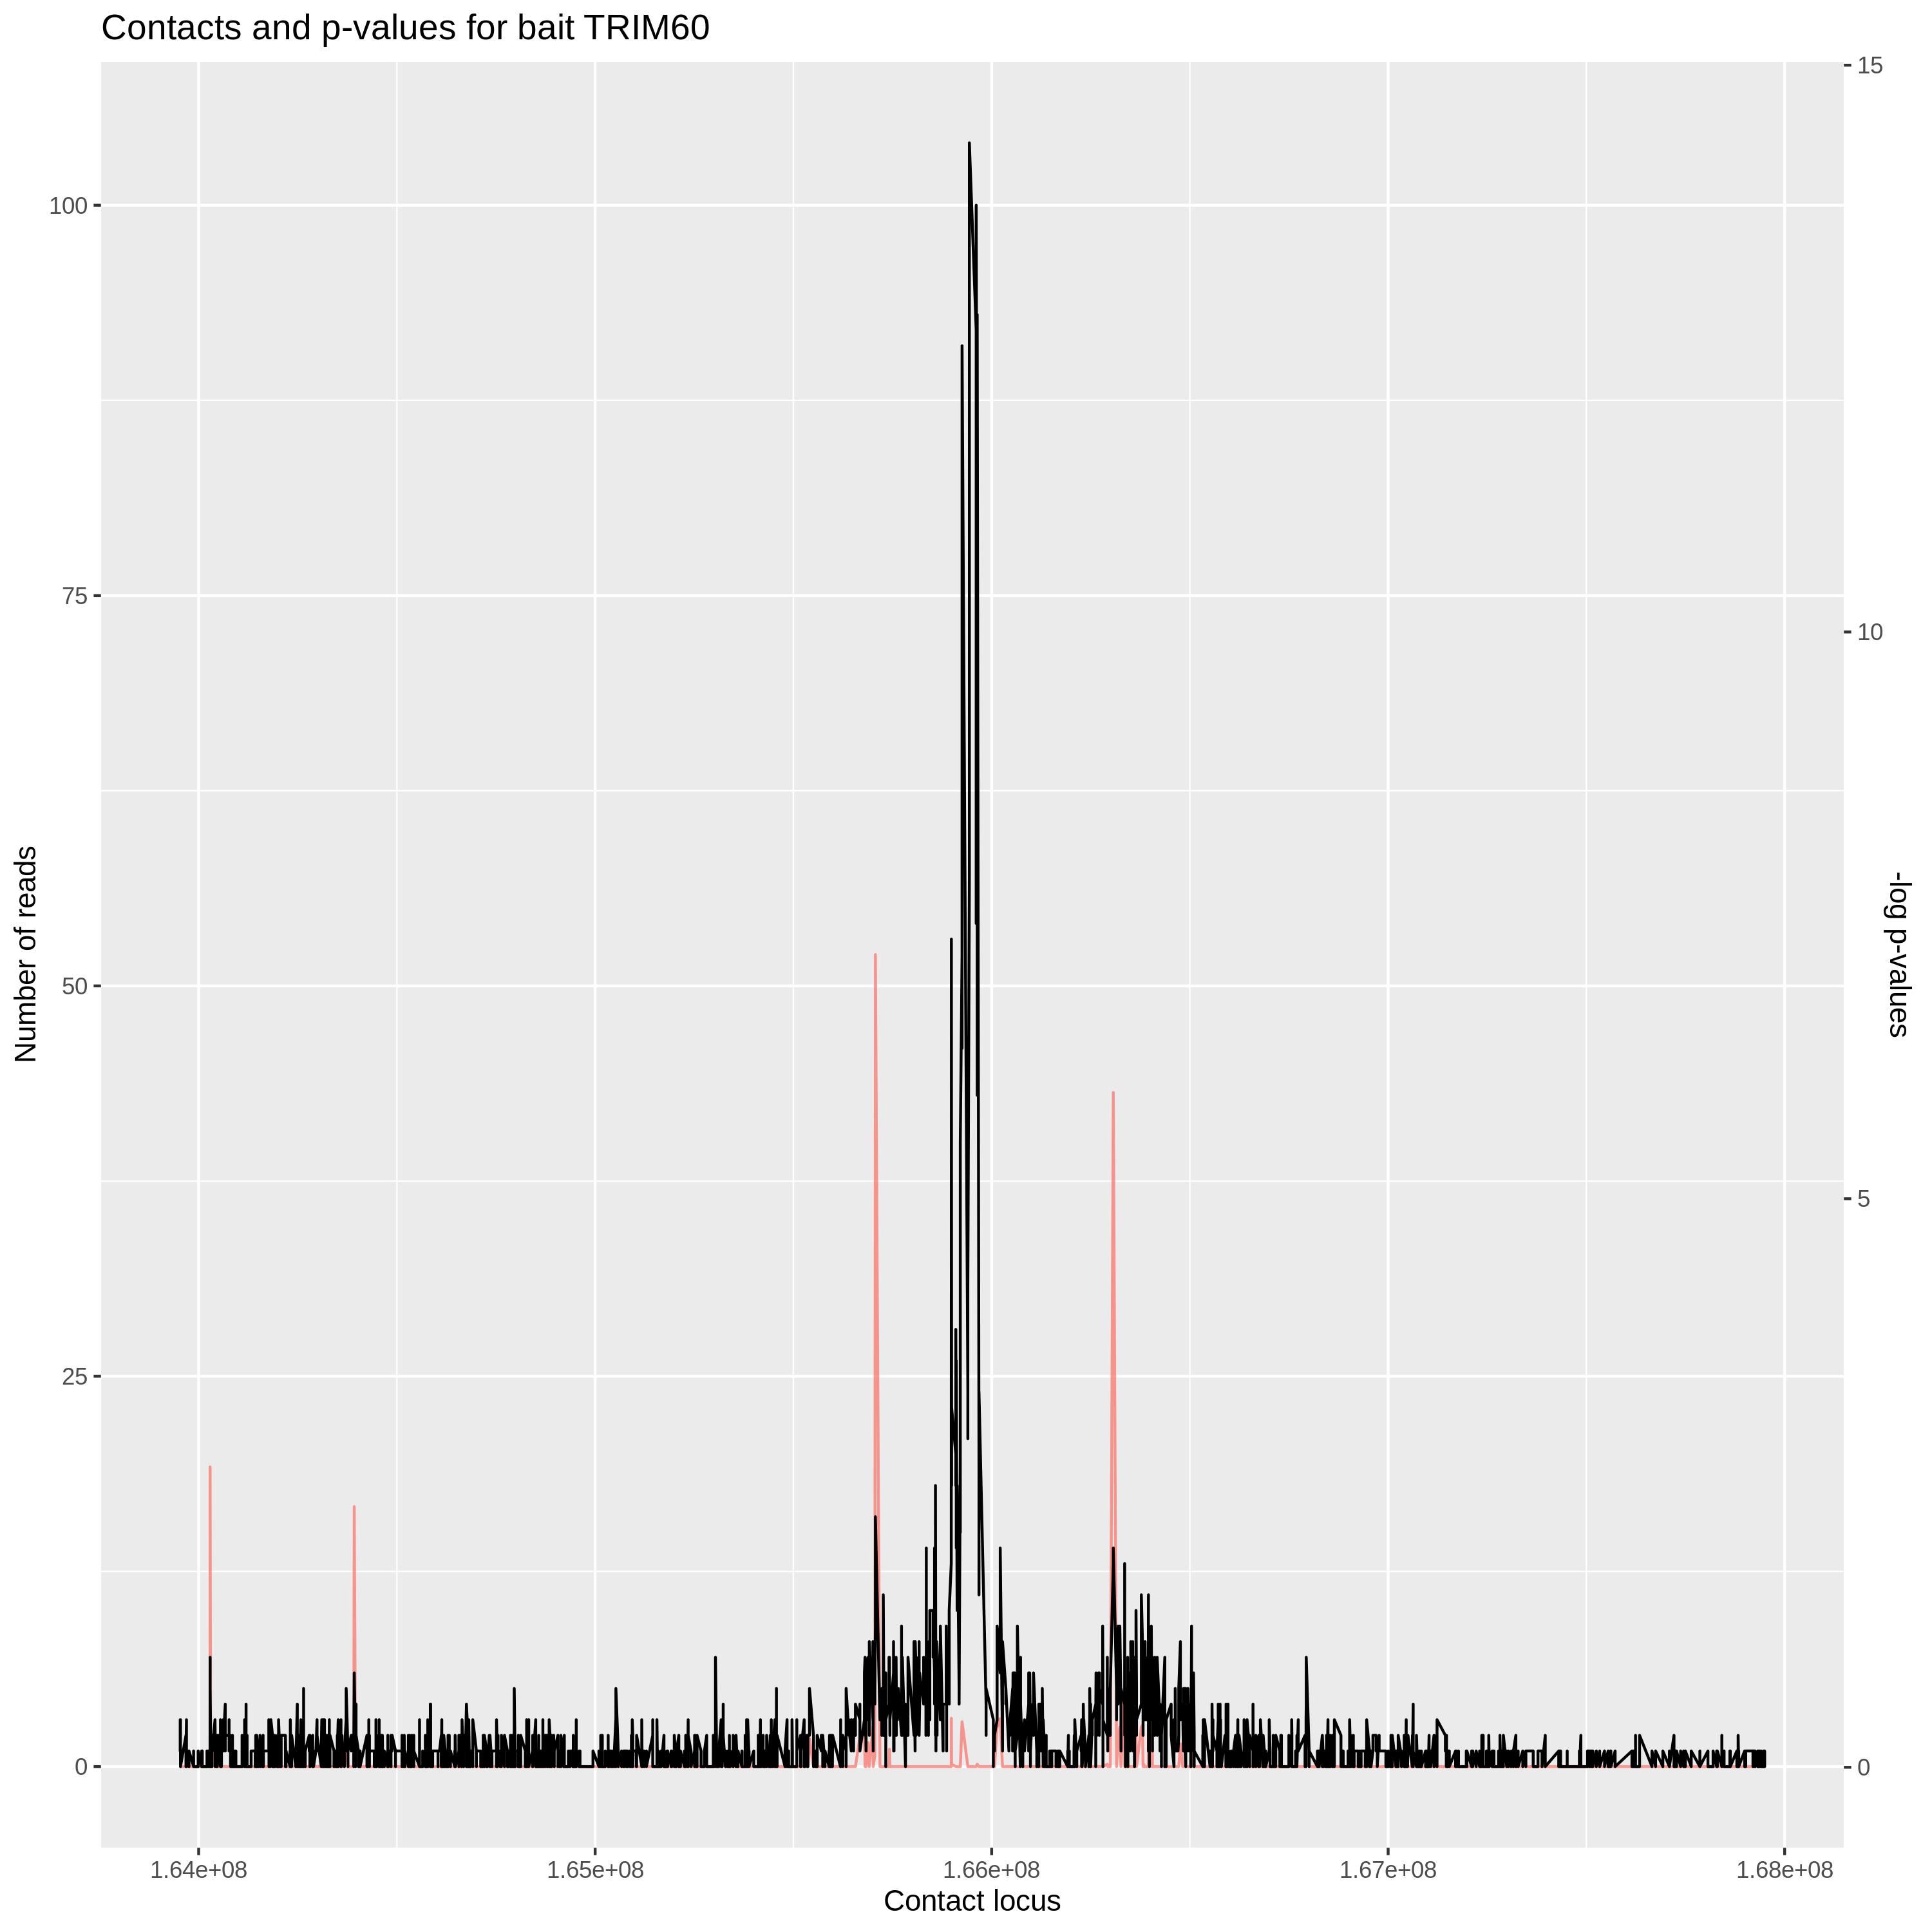 Contacts and p-values for bait TRIM60
15
100
75
10
Number of reads
-log p-values
50
5
25
0
0
1.64e+08
1.65e+08
1.66e+08
1.67e+08
1.68e+08
Contact locus